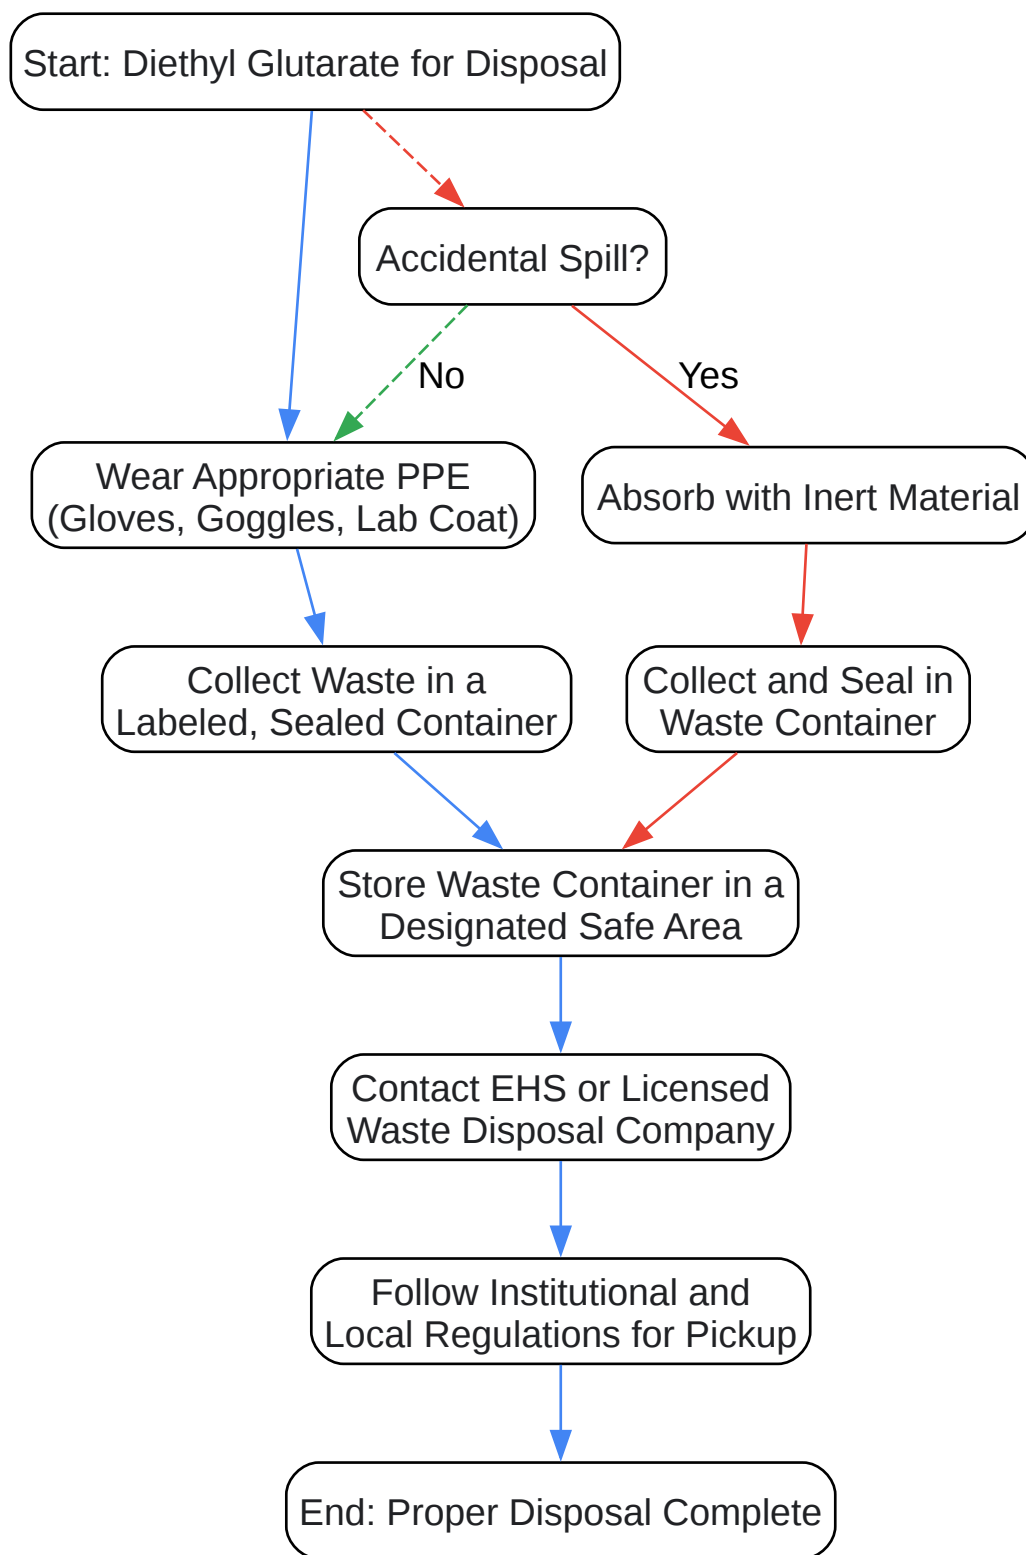 Start: Diethyl Glutarate for Disposal
Accidental Spill?
No
Yes
Wear Appropriate PPE
(Gloves, Goggles, Lab Coat)
Absorb with Inert Material
Collect Waste in a
Labeled, Sealed Container
Collect and Seal in
Waste Container
Store Waste Container in a
Designated Safe Area
Contact EHS or Licensed
Waste Disposal Company
Follow Institutional and
Local Regulations for Pickup
End: Proper Disposal Complete